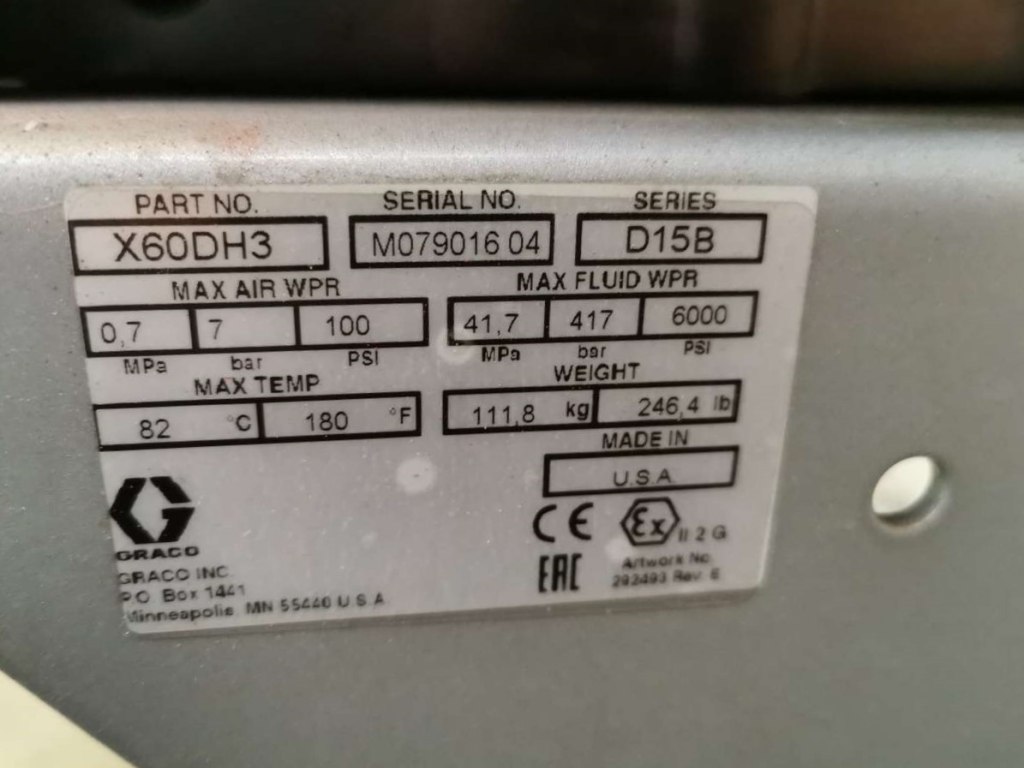 PART NO. SERIAL NO. SERIES
X60DH3 M079016 04 D15B
MAX AIR WPR MAX FLUID WPR
0,7 7 100 41,7 417 6000
MPa bar PSI MPa bar PSI
MAX TEMP WEIGHT
82 °C 180 °F 111,8 kg 246,4 lb
MADE IN
U.S.A.
CE Ex II 2 G
GRACO
EAC
Artwork No.
292493 Rev. 6
GRACO INC.
P.O. Box 1441
Minneapolis, MN 55440 U.S.A.